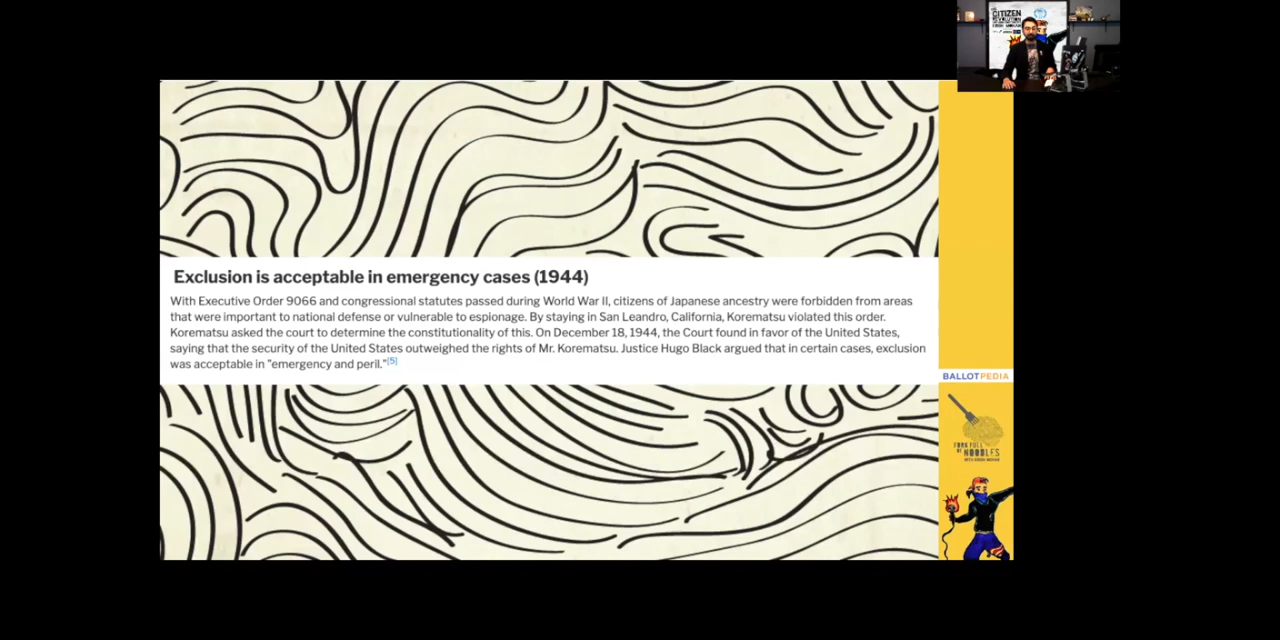 CITIZEN
REVOLUTION
Exclusion is acceptable in emergency cases (1944)
With Executive Order 9066 and congressional statutes passed during World War II, citizens of Japanese ancestry were forbidden from areas
that were important to national defense or vulnerable to espionage. By staying in San Leandro, California, Korematsu violated this order.
Korematsu asked the court to determine the constitutionality of this. On December 18, 1944, the Court found in favor of the United States,
saying that the security of the United States outweighed the rights of Mr. Korematsu. Justice Hugo Black argued that in certain cases, exclusion
was acceptable in "emergency and peril."[5]
BALLOTPEDIA
FORK FULL
OF NOODLES